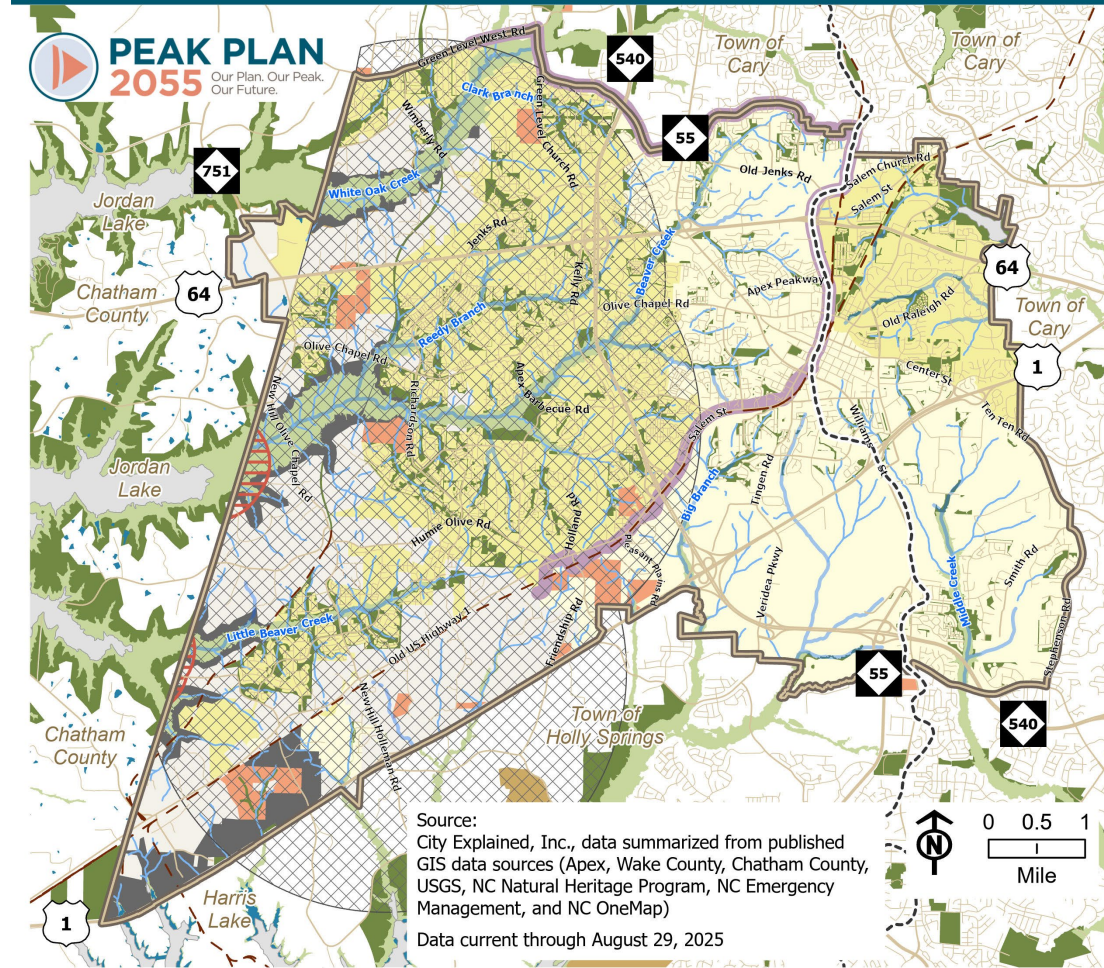 PEAK PLAN
2055
Our Plan. Our Peak.
Our Future.
Green Level West Rd
540
Town of
Cary
Town of
Cary
Clark Branch
Wimberly Rd
Green Level Church Rd
55
751
Old Jenks Rd
Salem Church Rd
Salem St
White Oak Creek
Jordan
Lake
Jenks Rd
Beaver Creek
64
Chatham
County
64
Kelly Rd
Apex Peakway
Olive Chapel Rd
Old Raleigh Rd
Town of
Cary
Reedy Branch
Olive Chapel Rd
1
Center St
New Hill Olive Chapel Rd
Richardson Rd
Apex Barbecue Rd
Salem St
Williams St
Ten Ten Rd
Jordan
Lake
Tingen Rd
Big Branch
Holland Rd
Humie Olive Rd
Pleasant Plains Rd
Veridea Pkwy
Smith Rd
Middle Creek
Little Beaver Creek
Friendship Rd
Stephenson Rd
Old US Highway 1
55
New Hill Holleman Rd
Town of
Holly Springs
540
Chatham
County
Harris
Lake
1
Source:
City Explained, Inc., data summarized from published
GIS data sources (Apex, Wake County, Chatham County,
USGS, NC Natural Heritage Program, NC Emergency
Management, and NC OneMap)
Data current through August 29, 2025
N
0 0.5 1
Mile